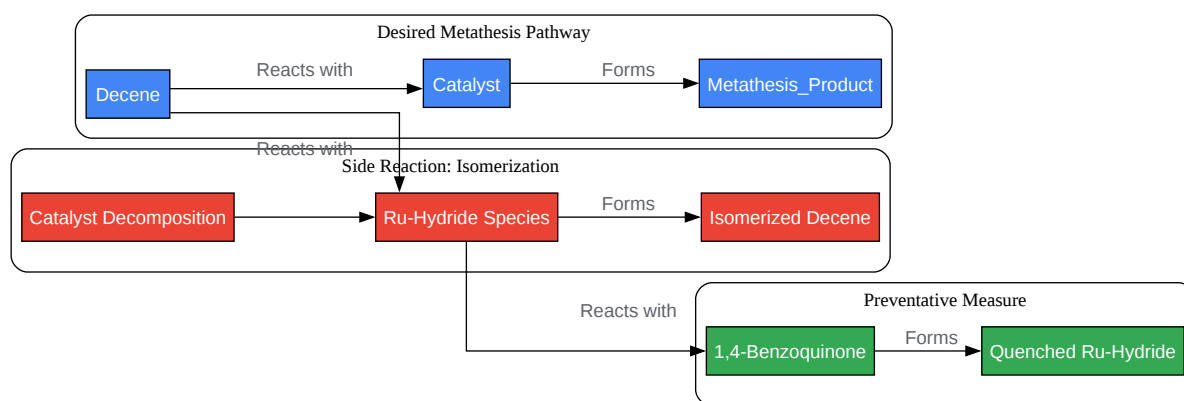 Desired Metathesis Pathway
Decene
Reacts with
Catalyst
Forms
Metathesis_Product
Reacts with
Side Reaction: Isomerization
Catalyst Decomposition
Ru-Hydride Species
Forms
Isomerized Decene
Reacts with
Preventative Measure
1,4-Benzoquinone
Forms
Quenched Ru-Hydride